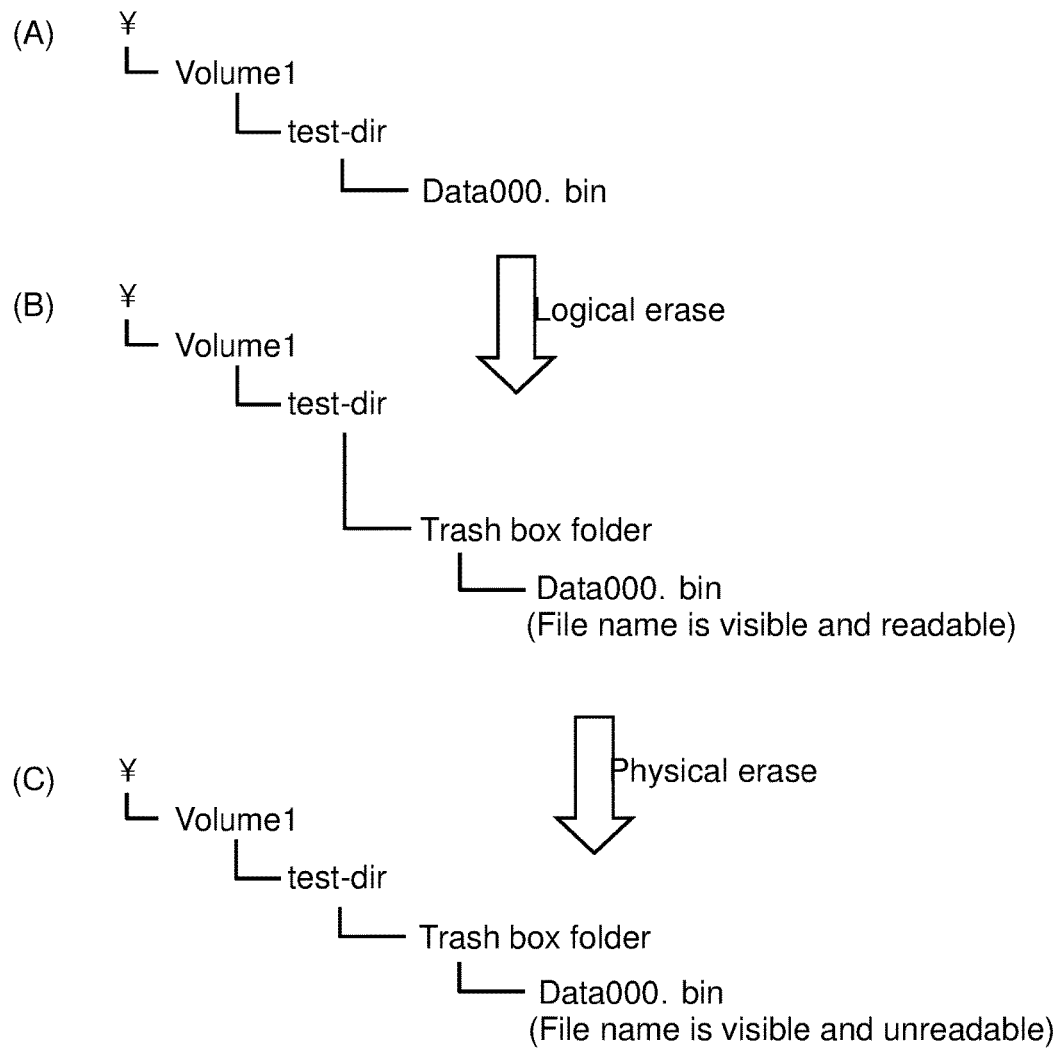 (A)
¥
Volume1
test-dir
Data000. bin
Logical erase
(B)
¥
Volume1
test-dir
Trash box folder
Data000. bin
(File name is visible and readable)
Physical erase
(C)
¥
Volume1
test-dir
Trash box folder
Data000. bin
(File name is visible and unreadable)